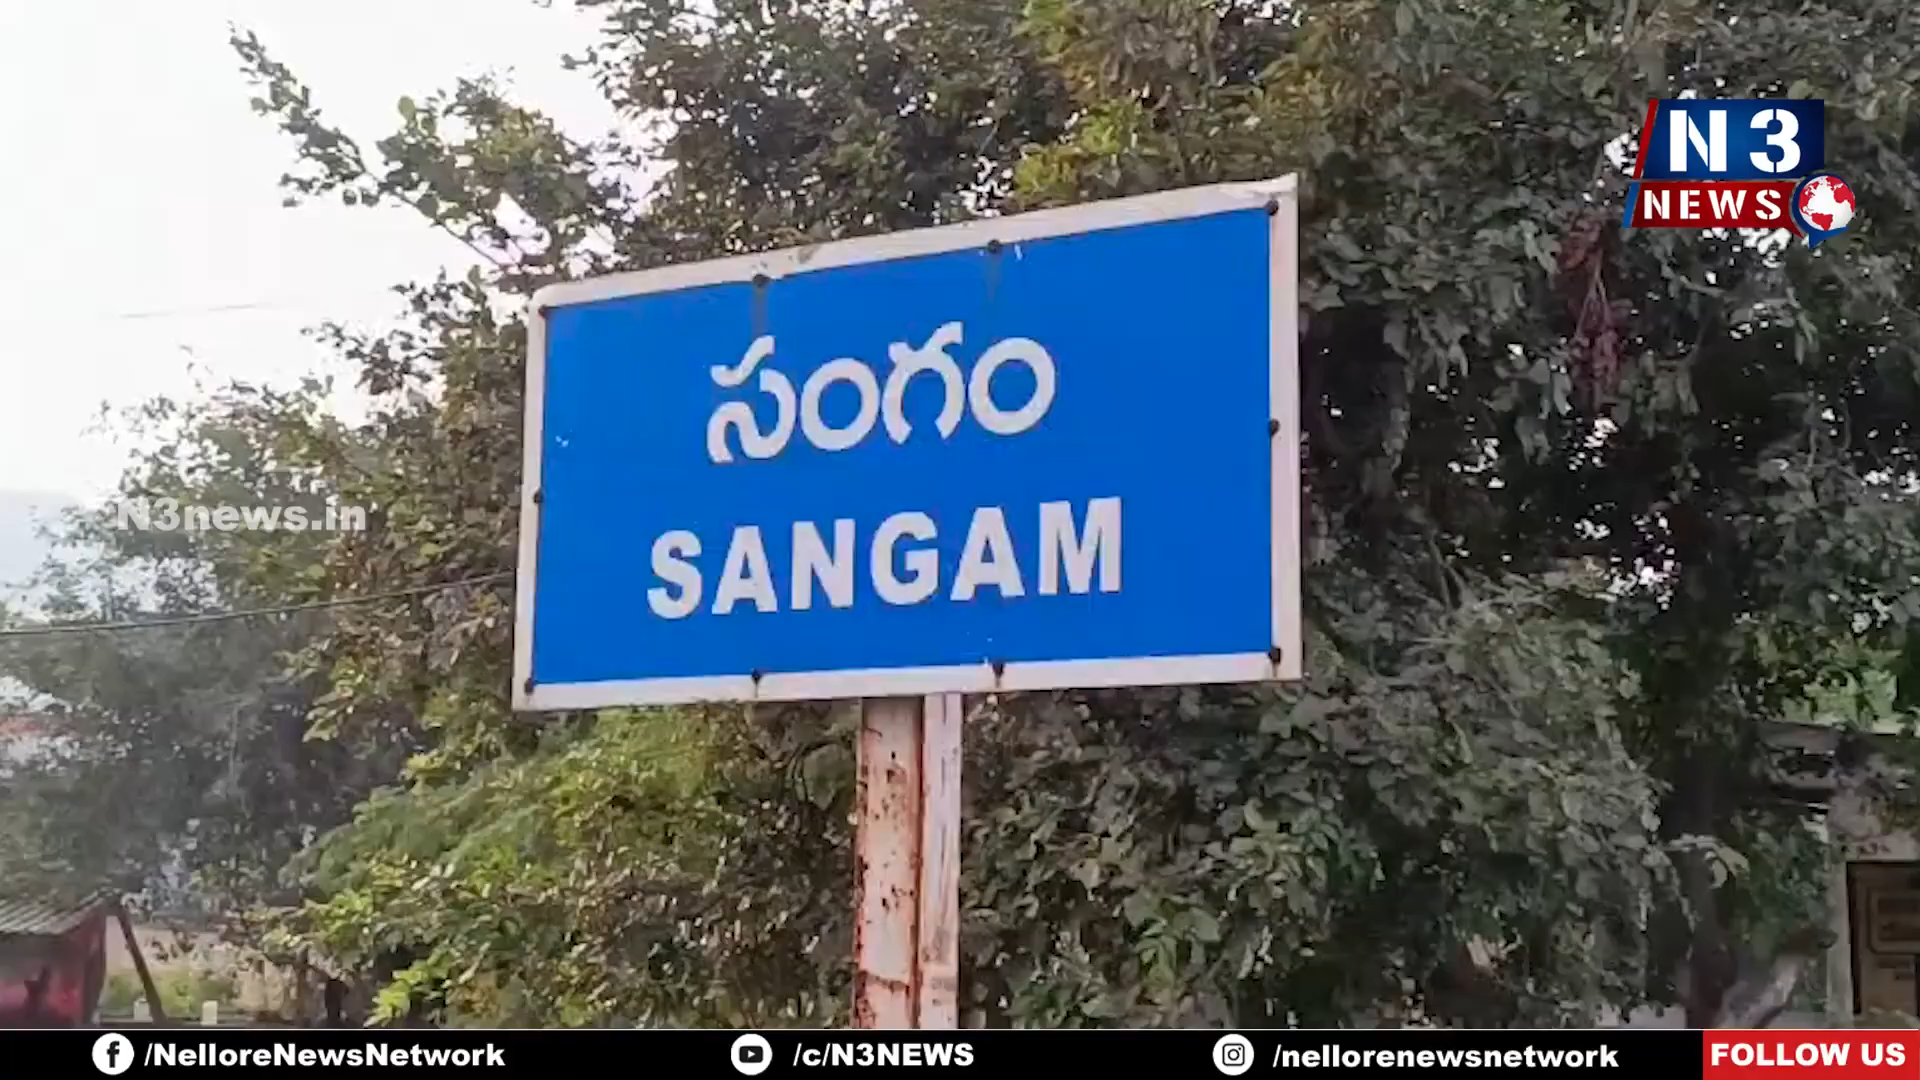 N3
NEWS
సంగం
SANGAM
N3news.in
/NelloreNewsNetwork
/c/N3NEWS
/nellorenewsnetwork
FOLLOW US